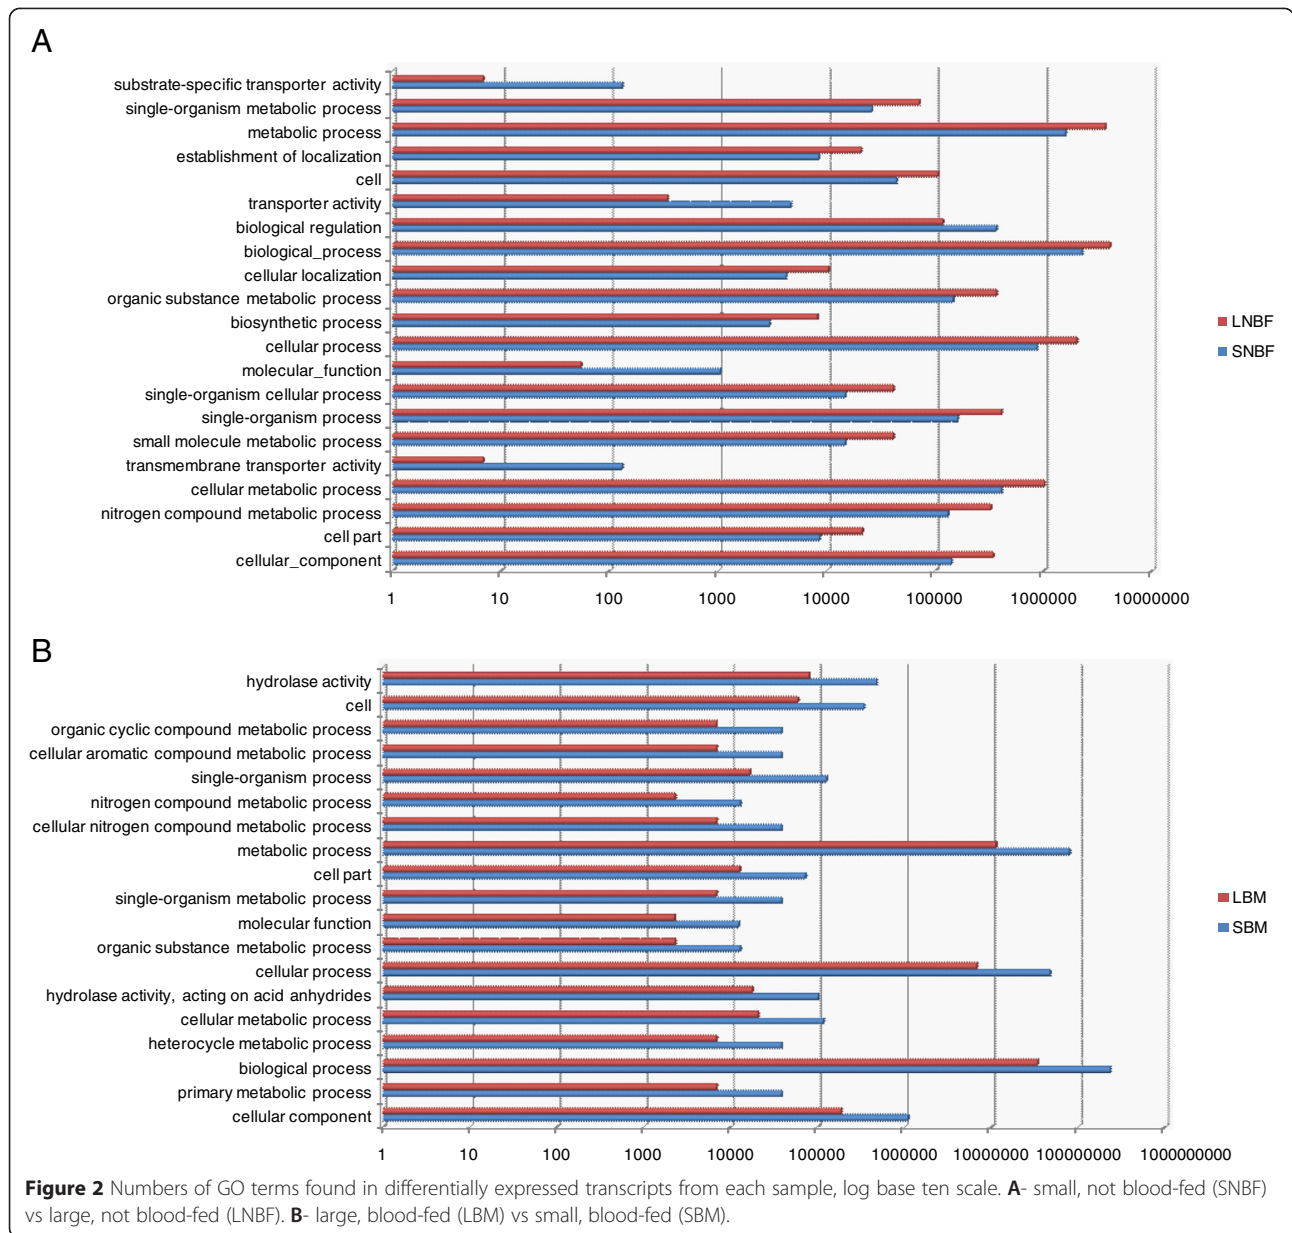 A
substrate-specific transporter activity
single-organism metabolic process
metabolic process
establishment of localization
cell
transporter activity
biological regulation
biological_process
cellular localization
organic substance metabolic process
biosynthetic process
cellular process
molecular_function
single-organism cellular process
single-organism process
small molecule metabolic process
transmembrane transporter activity
cellular metabolic process
nitrogen compound metabolic process
cell part
cellular_component
LNBF
SNBF
1 10 100 1000 10000 100000 1000000 10000000
B
hydrolase activity
cell
organic cyclic compound metabolic process
cellular aromatic compound metabolic process
single-organism process
nitrogen compound metabolic process
cellular nitrogen compound metabolic process
metabolic process
cell part
single-organism metabolic process
molecular function
organic substance metabolic process
cellular process
hydrolase activity, acting on acid anhydrides
cellular metabolic process
heterocycle metabolic process
biological process
primary metabolic process
cellular component
LBM
SBM
1 10 100 1000 10000 100000 1000000 10000000 100000000 1000000000
Figure 2 Numbers of GO terms found in differentially expressed transcripts from each sample, log base ten scale. A- small, not blood-fed (SNBF)
vs large, not blood-fed (LNBF). B- large, blood-fed (LBM) vs small, blood-fed (SBM).